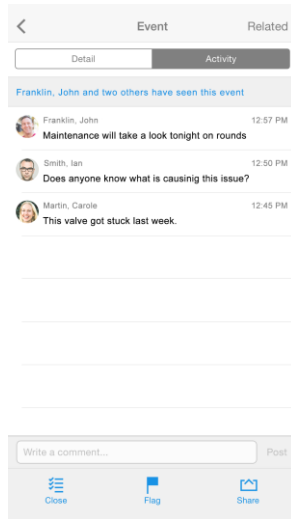 Event
Related
Detail
Activity
Franklin, John and two others have seen this event
Franklin, John
12:57 PM
Maintenance will take a look tonight on rounds
Smith, Ian
12:50 PM
Does anyone know what is causinig this issue?
Martin, Carole
12:45 PM
This valve got stuck last week.
Write a comment...
Post
Close
Flag
Share